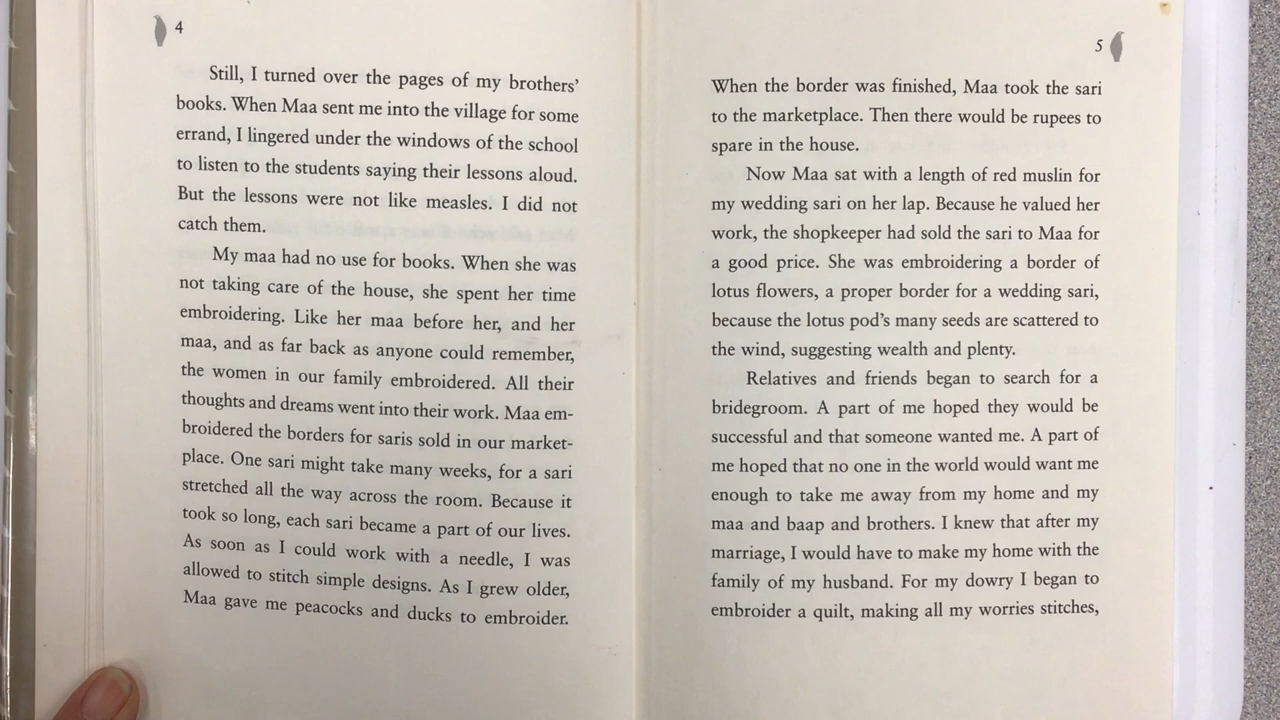 4
Still, I turned over the pages of my brothers’
books. When Maa sent me into the village for some
errand, I lingered under the windows of the school
to listen to the students saying their lessons aloud.
But the lessons were not like measles. I did not
catch them.
My maa had no use for books. When she was
not taking care of the house, she spent her time
embroidering. Like her maa before her, and her
maa, and as far back as anyone could remember,
the women in our family embroidered. All their
thoughts and dreams went into their work. Maa em-
broidered the borders for saris sold in our market-
place. One sari might take many weeks, for a sari
stretched all the way across the room. Because it
took so long, each sari became a part of our lives.
As soon as I could work with a needle, I was
allowed to stitch simple designs. As I grew older,
Maa gave me peacocks and ducks to embroider.
5
When the border was finished, Maa took the sari
to the marketplace. Then there would be rupees to
spare in the house.
Now Maa sat with a length of red muslin for
my wedding sari on her lap. Because he valued her
work, the shopkeeper had sold the sari to Maa for
a good price. She was embroidering a border of
lotus flowers, a proper border for a wedding sari,
because the lotus pod’s many seeds are scattered to
the wind, suggesting wealth and plenty.
Relatives and friends began to search for a
bridegroom. A part of me hoped they would be
successful and that someone wanted me. A part of
me hoped that no one in the world would want me
enough to take me away from my home and my
maa and baap and brothers. I knew that after my
marriage, I would have to make my home with the
family of my husband. For my dowry I began to
embroider a quilt, making all my worries stitches,